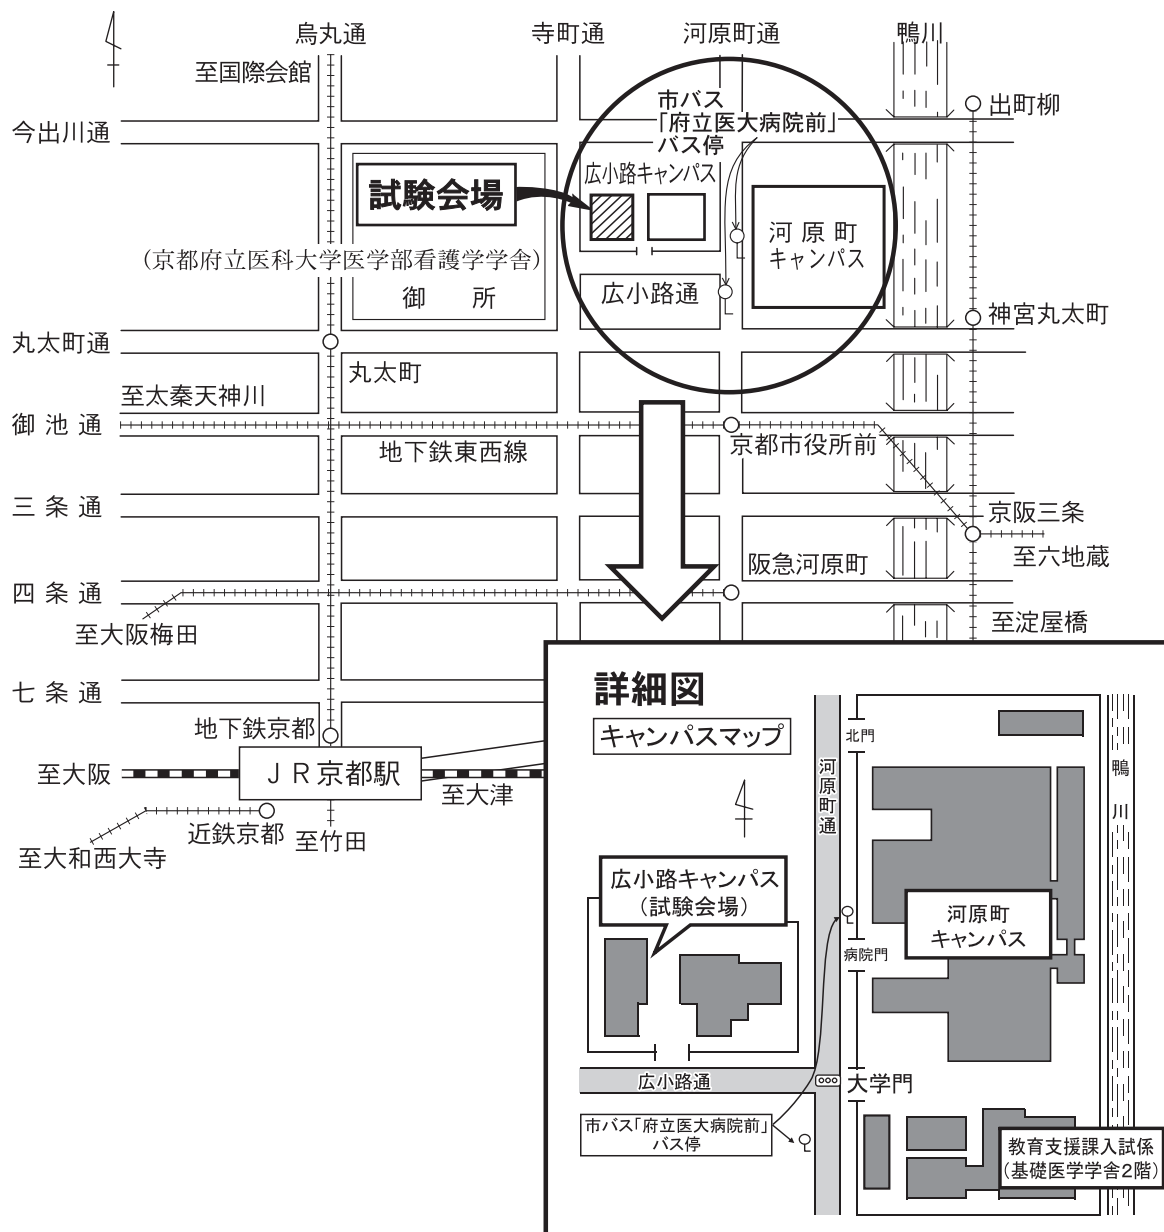 烏丸通
寺町通
河原町通
鴨川
至国際会館
市バス
「府立医大病院前」
バス停
出町柳
今出川通
広小路キャンパス
試験会場
河原町
キャンパス
(京都府立医科大学医学部看護学学舎)
御 所
広小路通
神宮丸太町
丸太町通
丸太町
至太秦天神川
御池通
京都市役所前
地下鉄東西線
三条通
京阪三条
至六地蔵
阪急河原町
四条通
至淀屋橋
至大阪梅田
七条通
地下鉄京都
至大阪
JR京都駅
至大津
近鉄京都
至竹田
至大和西大寺
詳細図
キャンパスマップ
北門
河原町通
鴨川
広小路キャンパス
(試験会場)
河原町
キャンパス
病院門
広小路通
大学門
市バス「府立医大病院前」
バス停
教育支援課入試係
(基礎医学学舎2階)